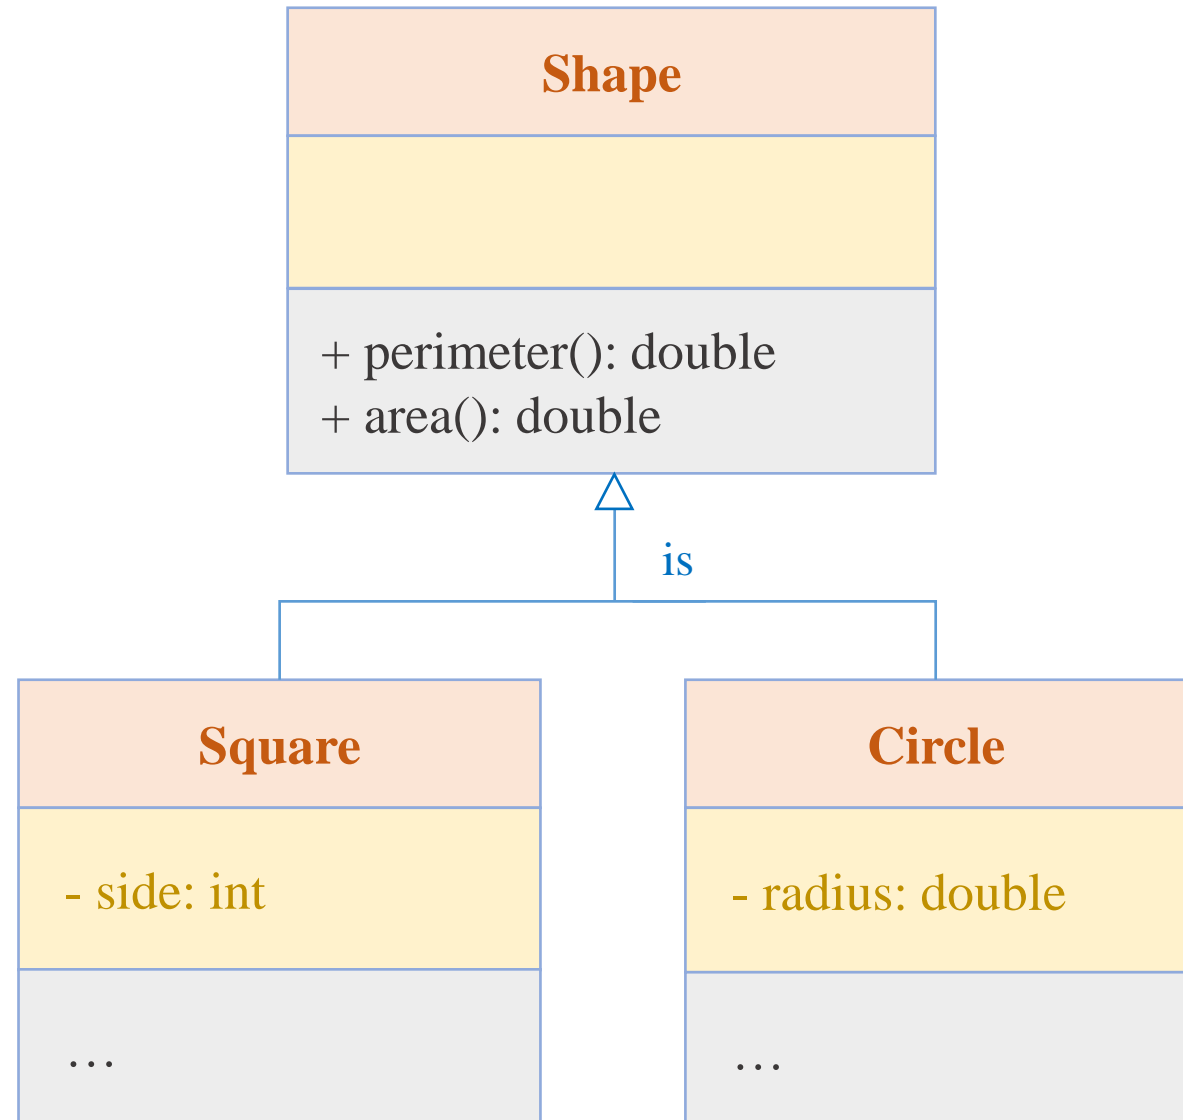 Shape
+ perimeter(): double
+ area(): double
is
Square
Circle
- side: int
- radius: double
…
…